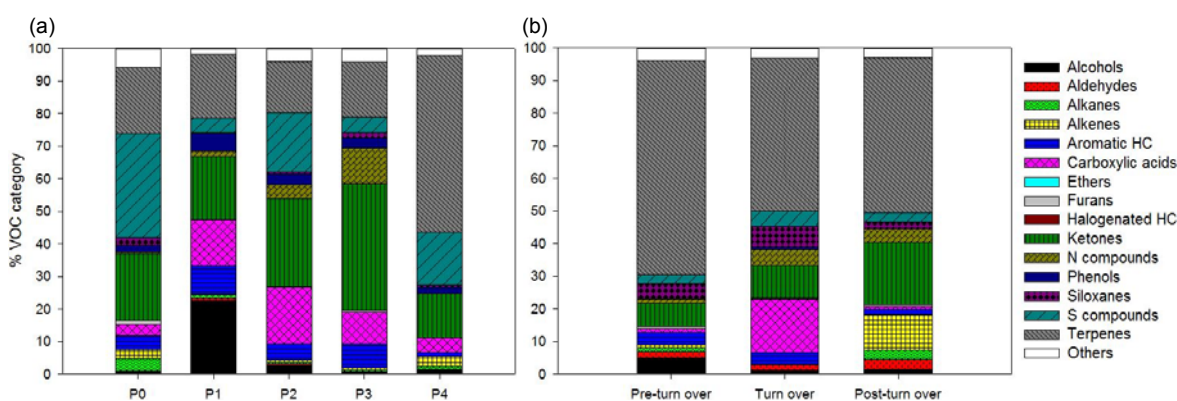 (a) (b)
% VOC category
100
90
80
70
60
50
40
30
20
10
0
P0 P1 P2 P3 P4
100
90
80
70
60
50
40
30
20
10
0
Pre-turn over Turn over Post-turn over
Alcohols
Aldehydes
Alkanes
Alkenes
Aromatic HC
Carboxylic acids
Ethers
Furans
Halogenated HC
Ketones
N compounds
Phenols
Siloxanes
S compounds
Terpenes
Others